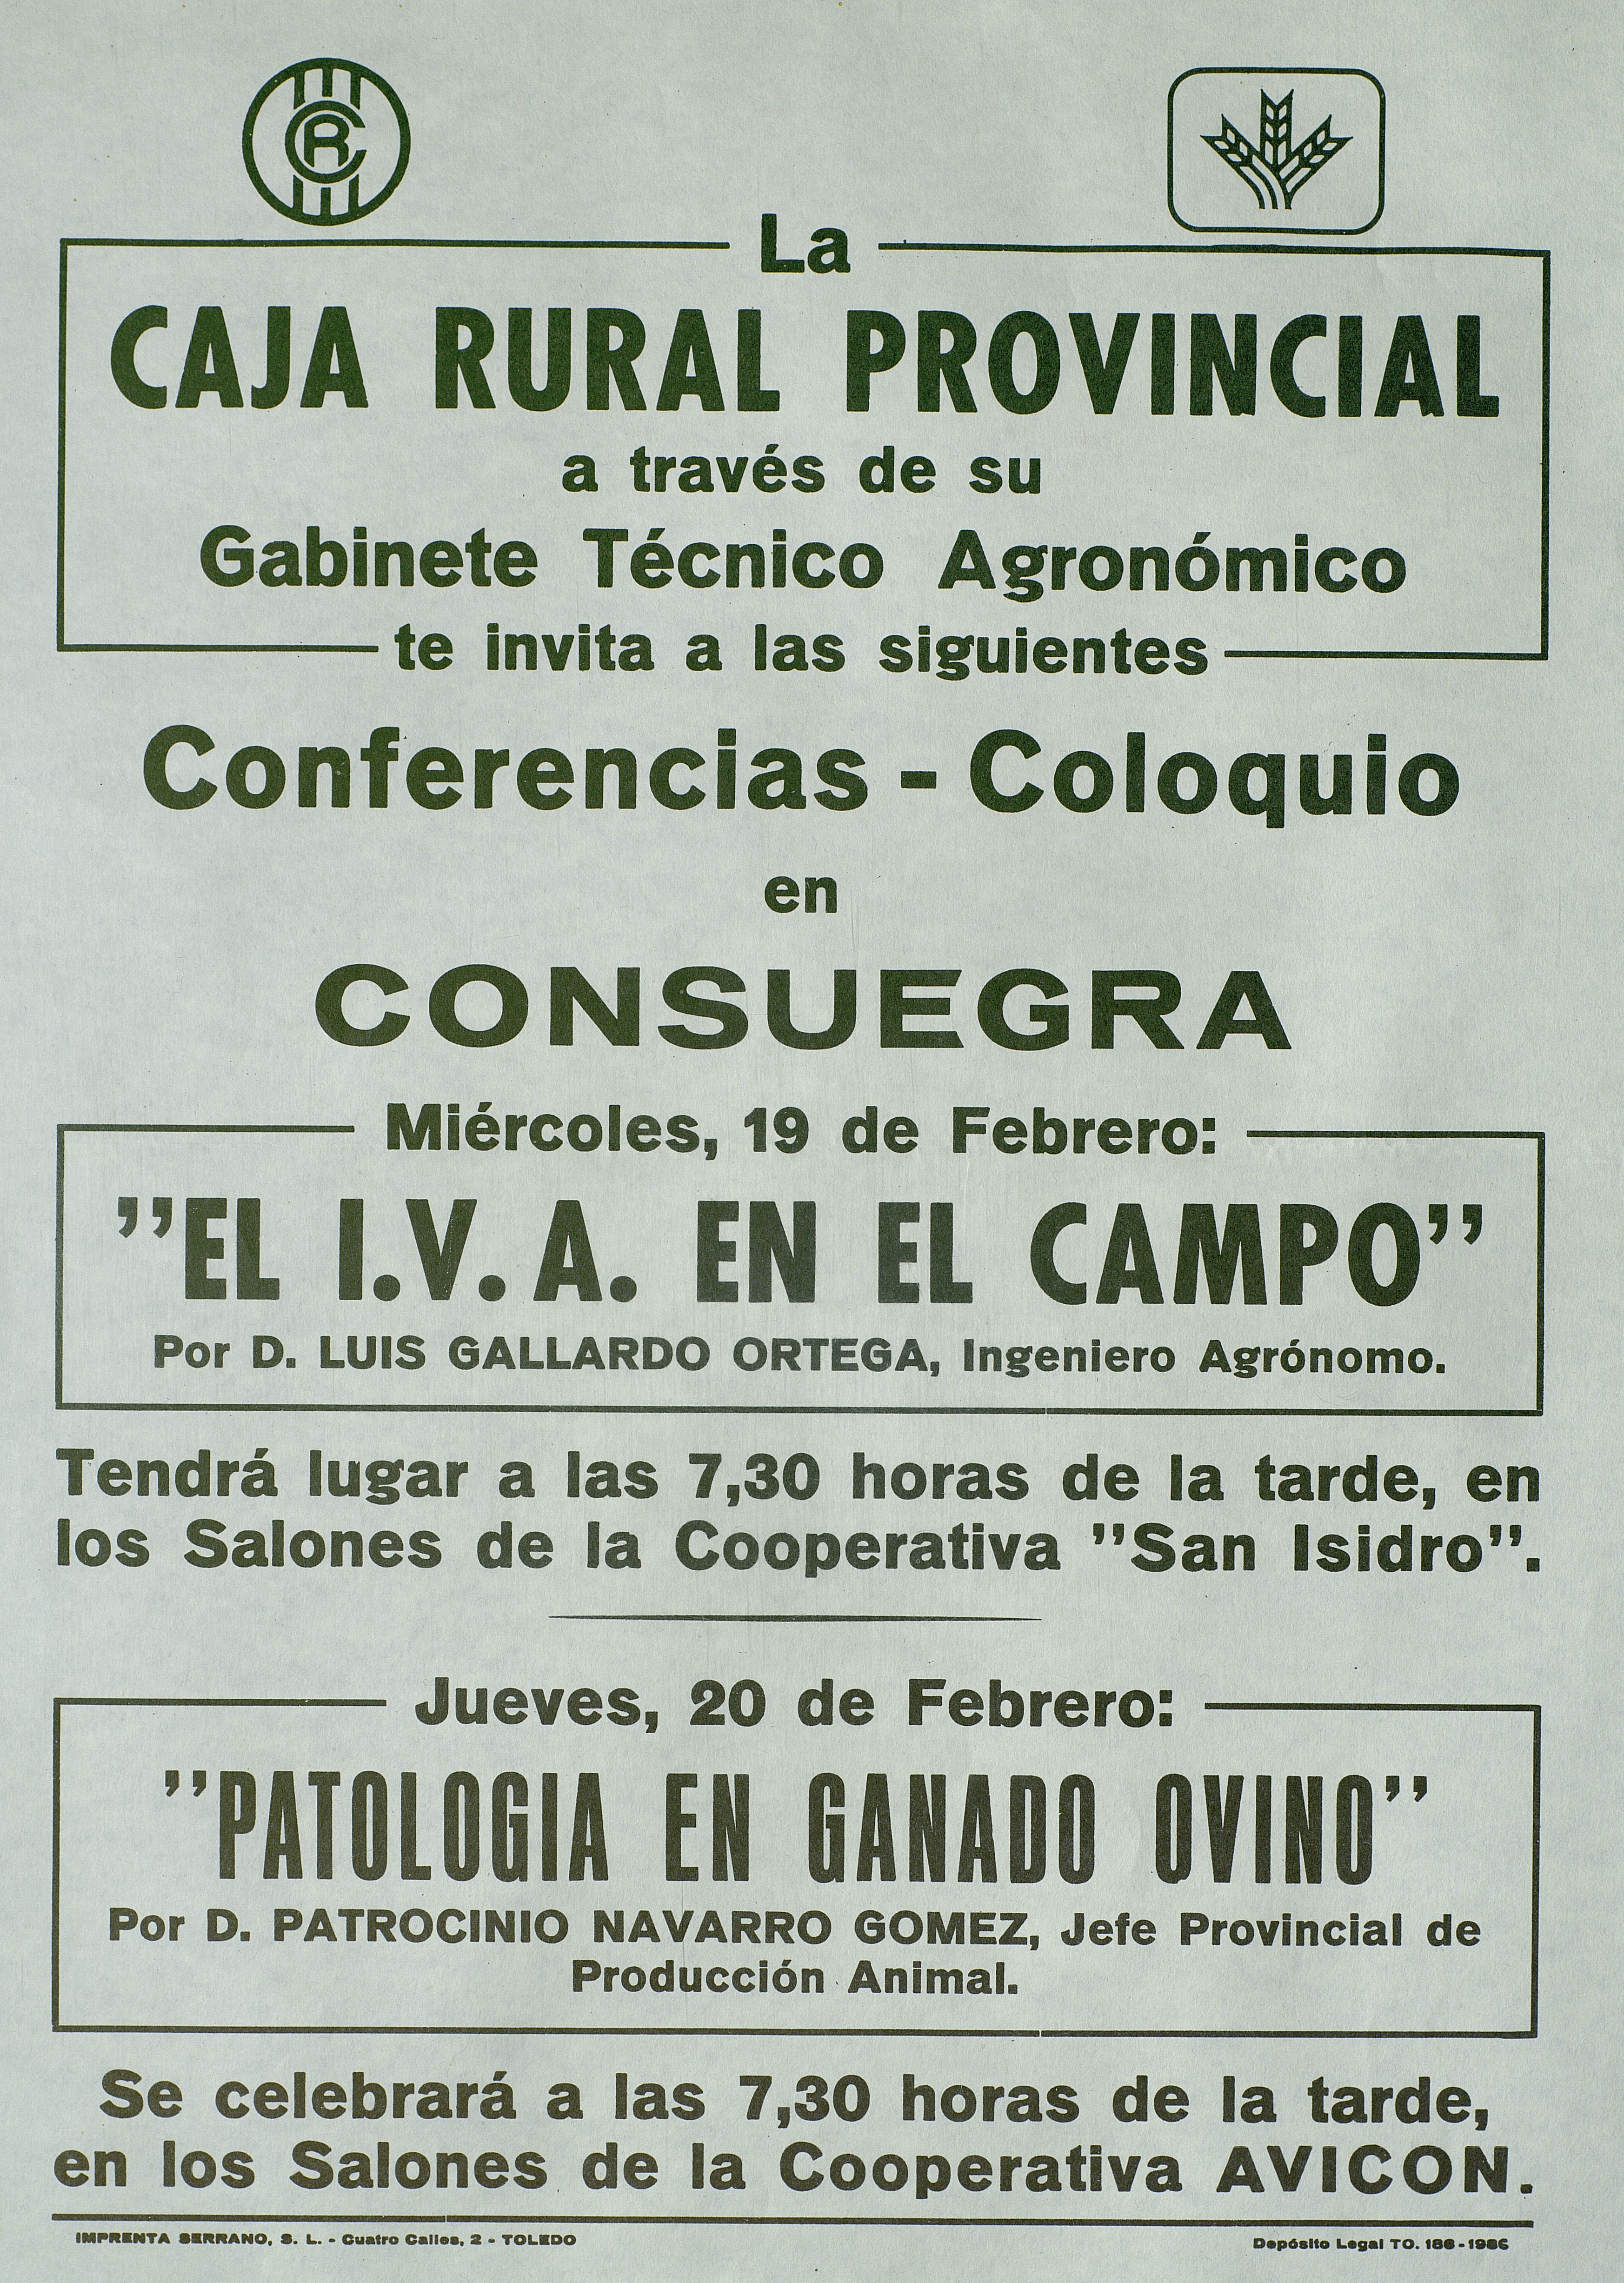 CR
La
CAJA RURAL PROVINCIAL
a través de su
Gabinete Técnico Agronómico
te invita a las siguientes
Conferencias - Coloquio
en
CONSUEGRA
Miércoles, 19 de Febrero:
”EL I.V.A. EN EL CAMPO”
Por D. LUIS GALLARDO ORTEGA, Ingeniero Agrónomo.
Tendrá lugar a las 7,30 horas de la tarde, en
los Salones de la Cooperativa ”San Isidro”.
Jueves, 20 de Febrero:
”PATOLOGIA EN GANADO OVINO”
Por D. PATROCINIO NAVARRO GOMEZ, Jefe Provincial de
Producción Animal.
Se celebrará a las 7,30 horas de la tarde,
en los Salones de la Cooperativa AVICON.
IMPRENTA SERRANO, S. L. - Cuatro Calles, 2 - TOLEDO
Depósito Legal TO. 186-1986